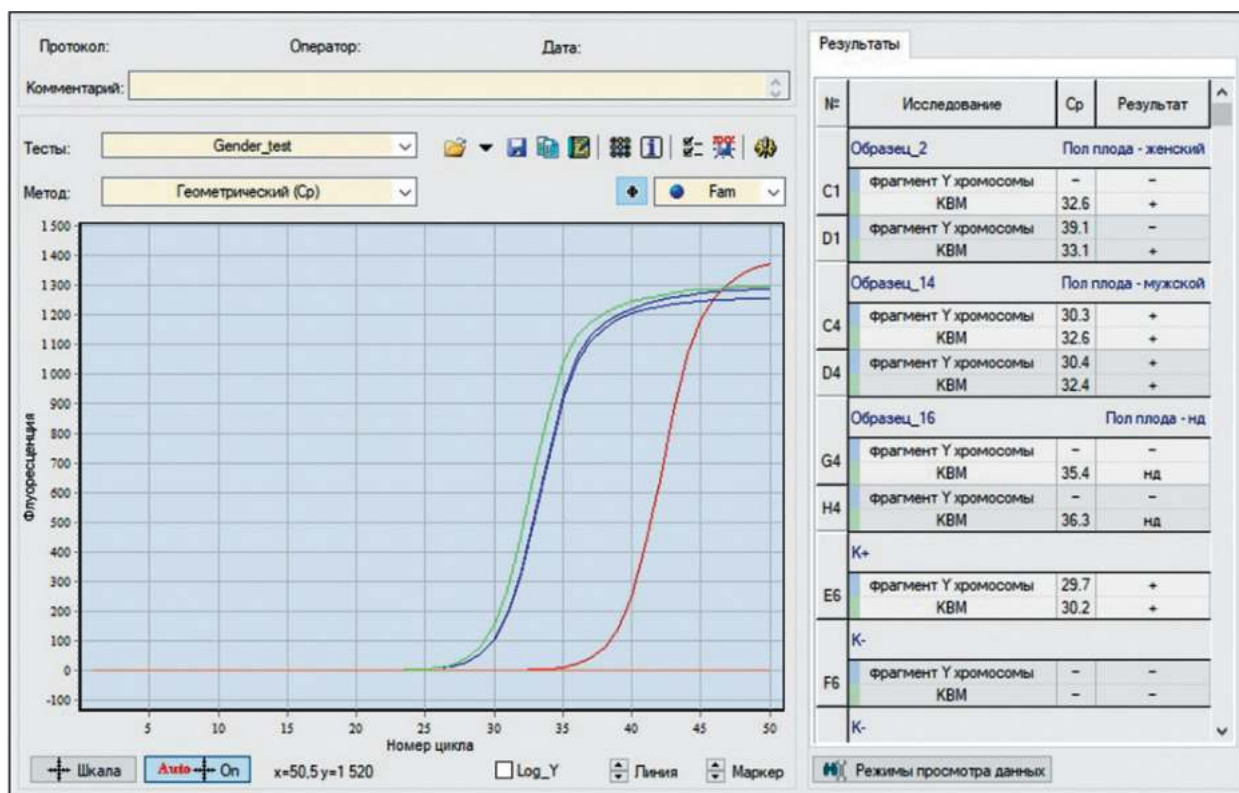 Протокол: Оператор: Дата:
Комментарий:
Тесты: Gender_test
Метод: Геометрический (Ср) Fam
1 500
1 400
1 300
1 200
1 100
1 000
900
800
700
600
500
400
300
200
100
0
-100
Флуоресценция
5 10 15 20 25 30 35 40 45 50
Номер цикла
Шкала Auto On x=50,5 y=1 520 Log_Y Линия Маркер
Результаты
№ Исследование Ср Результат
Образец_2 Пол плода - женский
C1 фрагмент Y хромосомы – –
КВМ 32.6 +
D1 фрагмент Y хромосомы 39.1 –
КВМ 33.1 +
Образец_14 Пол плода - мужской
C4 фрагмент Y хромосомы 30.3 +
КВМ 32.6 +
D4 фрагмент Y хромосомы 30.4 +
КВМ 32.4 +
Образец_16 Пол плода - нд
G4 фрагмент Y хромосомы – –
КВМ 35.4 нд
H4 фрагмент Y хромосомы – –
КВМ 36.3 нд
К+
E6 фрагмент Y хромосомы 29.7 +
КВМ 30.2 +
К-
F6 фрагмент Y хромосомы – –
КВМ – –
К-
Режимы просмотра данных